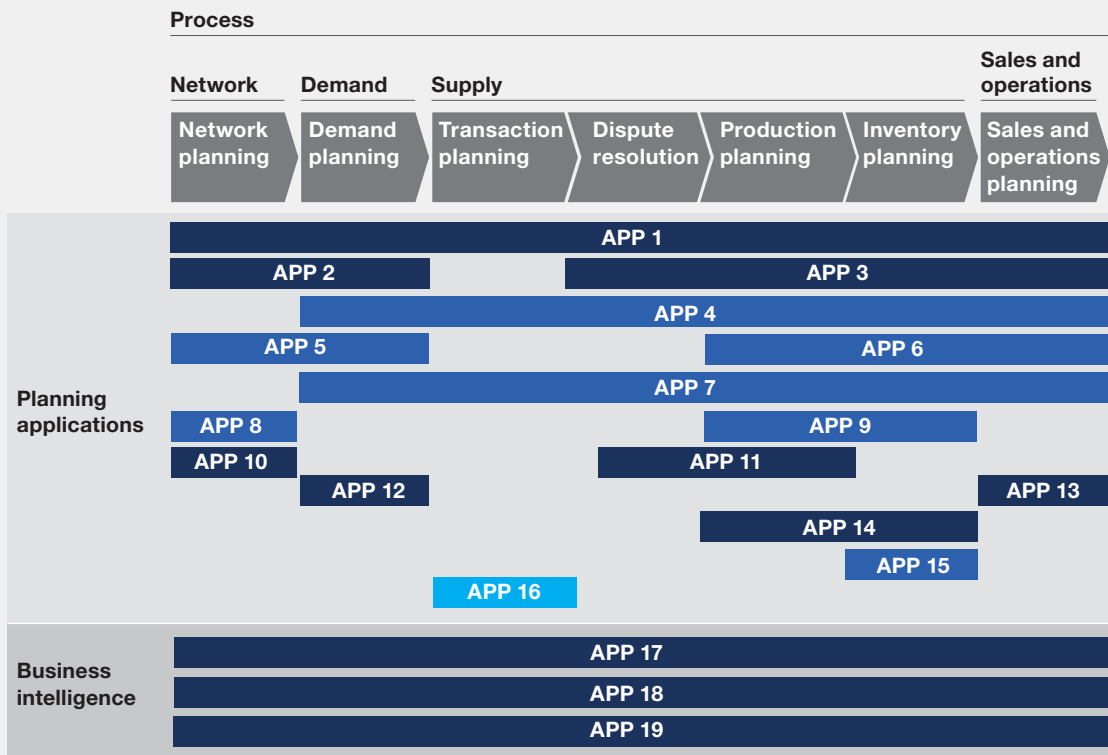 Process
Network
Demand
Supply
Sales and
operations
Network
planning
Demand
planning
Transaction
planning
Dispute
resolution
Production
planning
Inventory
planning
Sales and
operations
planning
Planning
applications
APP 1
APP 2
APP 3
APP 4
APP 5
APP 6
APP 7
APP 8
APP 9
APP 10
APP 11
APP 12
APP 13
APP 14
APP 15
APP 16
Business
intelligence
APP 17
APP 18
APP 19